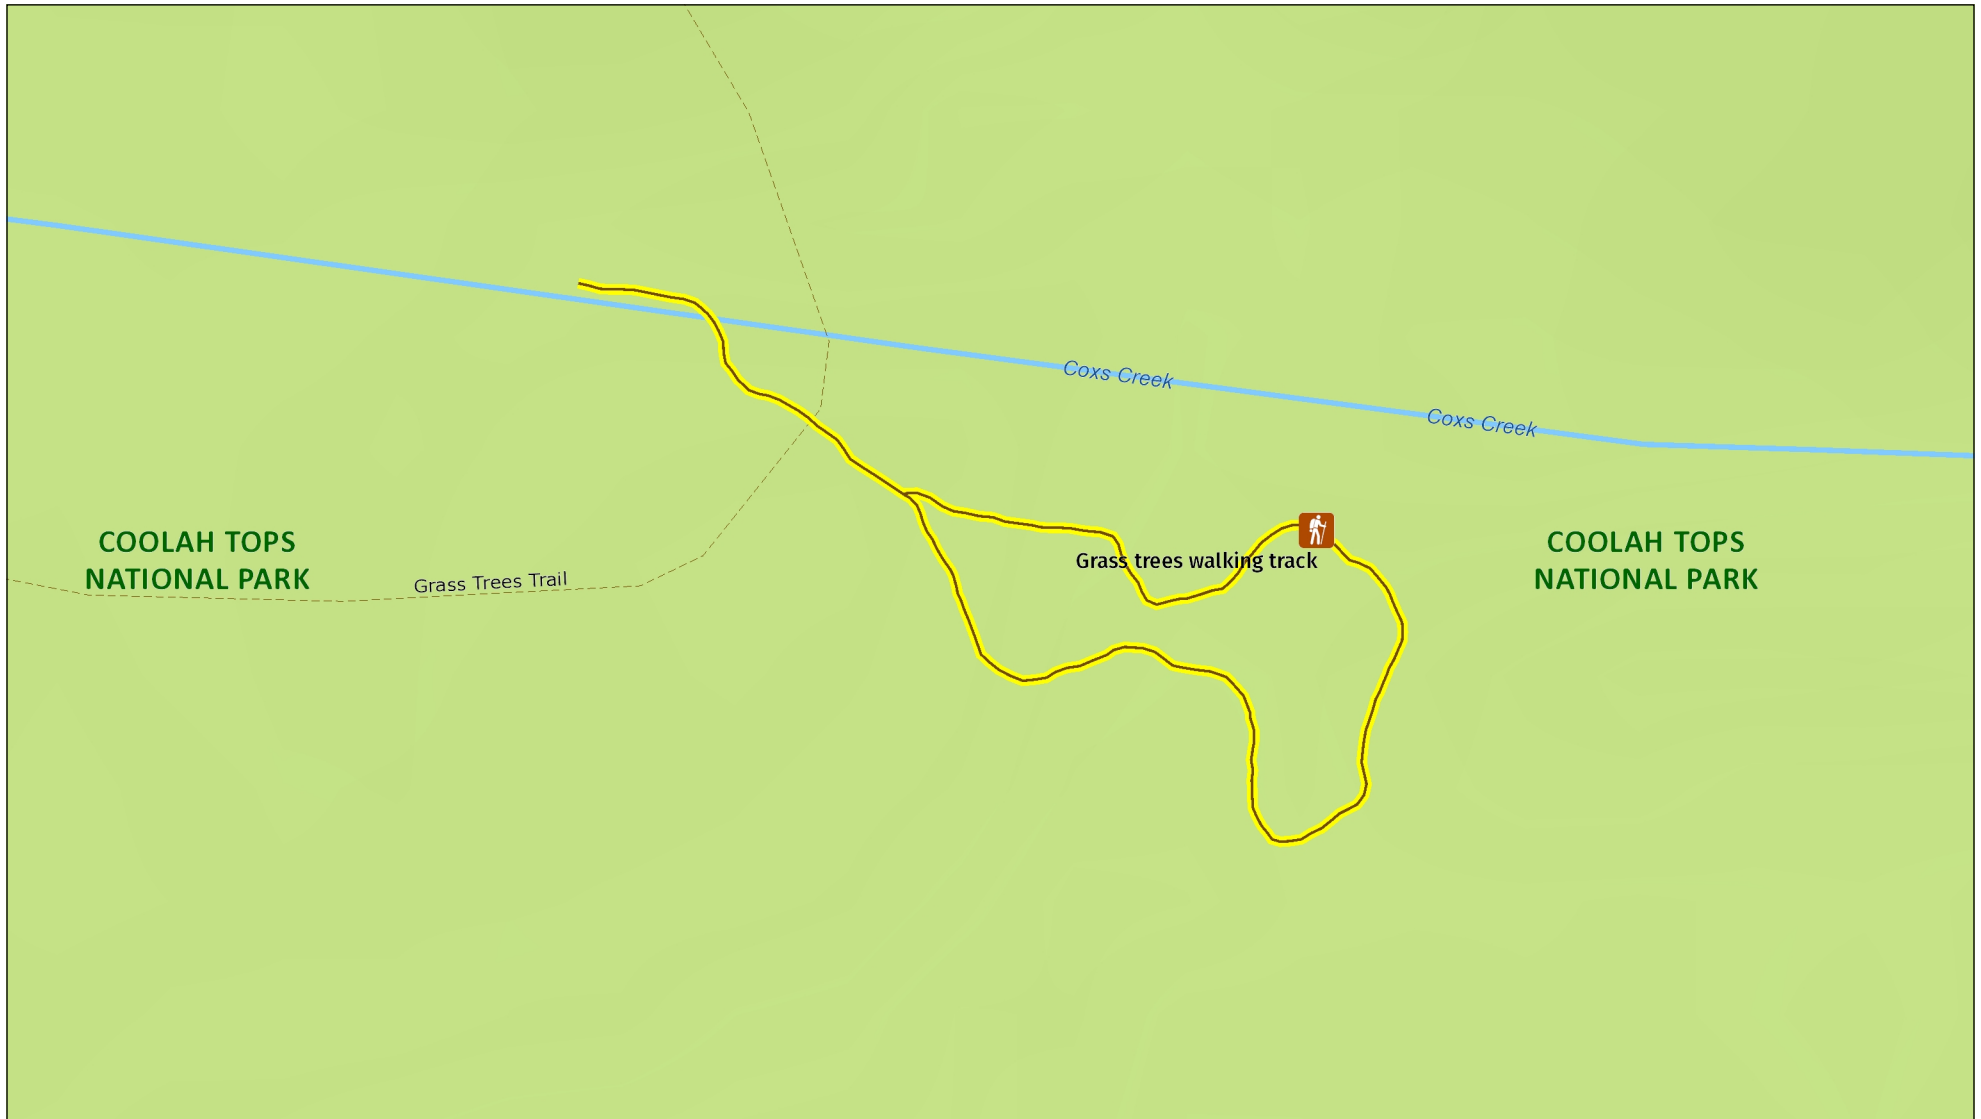 Coxs Creek
Coxs Creek
COOLAH TOPS
NATIONAL PARK
Grass Trees Trail
Grass trees walking track
COOLAH TOPS
NATIONAL PARK